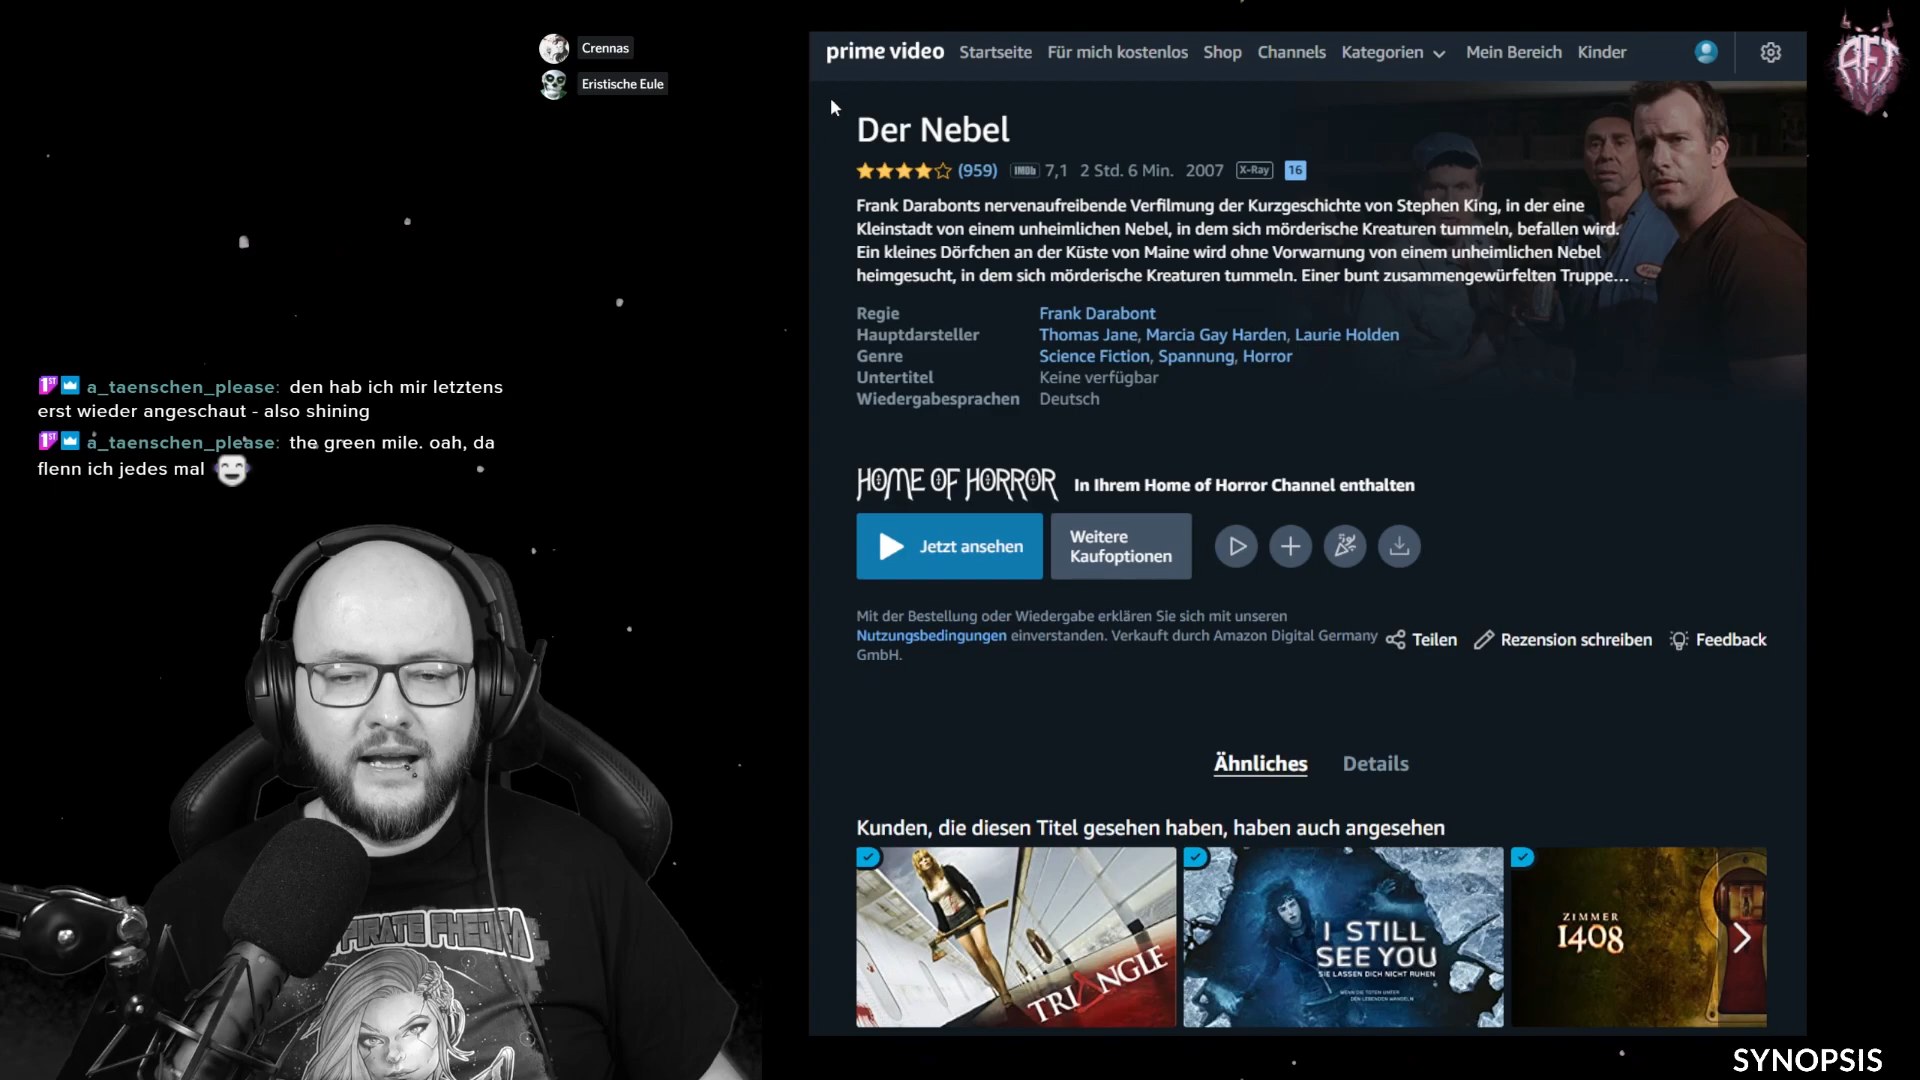 Crennas
Eristische Eule
a_taenschen_please: den hab ich mir letztens
erst wieder angeschaut - also shining
a_taenschen_please: the green mile. oah, da
flenn ich jedes mal
PIRATE PHEDRA
prime video Startseite Für mich kostenlos Shop Channels Kategorien Mein Bereich Kinder
Der Nebel
(959) IMDb 7,1 2 Std. 6 Min. 2007 X-Ray 16
Frank Darabonts nervenaufreibende Verfilmung der Kurzgeschichte von Stephen King, in der eine
Kleinstadt von einem unheimlichen Nebel, in dem sich mörderische Kreaturen tummeln, befallen wird.
Ein kleines Dörfchen an der Küste von Maine wird ohne Vorwarnung von einem unheimlichen Nebel
heimgesucht, in dem sich mörderische Kreaturen tummeln. Einer bunt zusammengewürfelten Truppe...
Regie Frank Darabont
Hauptdarsteller Thomas Jane, Marcia Gay Harden, Laurie Holden
Genre Science Fiction, Spannung, Horror
Untertitel Keine verfügbar
Wiedergabesprachen Deutsch
HOME OF HORROR In Ihrem Home of Horror Channel enthalten
Jetzt ansehen
Weitere
Kaufoptionen
Mit der Bestellung oder Wiedergabe erklären Sie sich mit unseren
Nutzungsbedingungen einverstanden. Verkauft durch Amazon Digital Germany
GmbH.
Teilen Rezension schreiben Feedback
Ähnliches Details
Kunden, die diesen Titel gesehen haben, haben auch angesehen
TRIANGLE
I STILL
SEE YOU
SIE LASSEN DICH NICHT RUHEN
WENN DIE TOTEN UNTER
DEN LEBENDEN WANDELN
ZIMMER
1408
SYNOPSIS